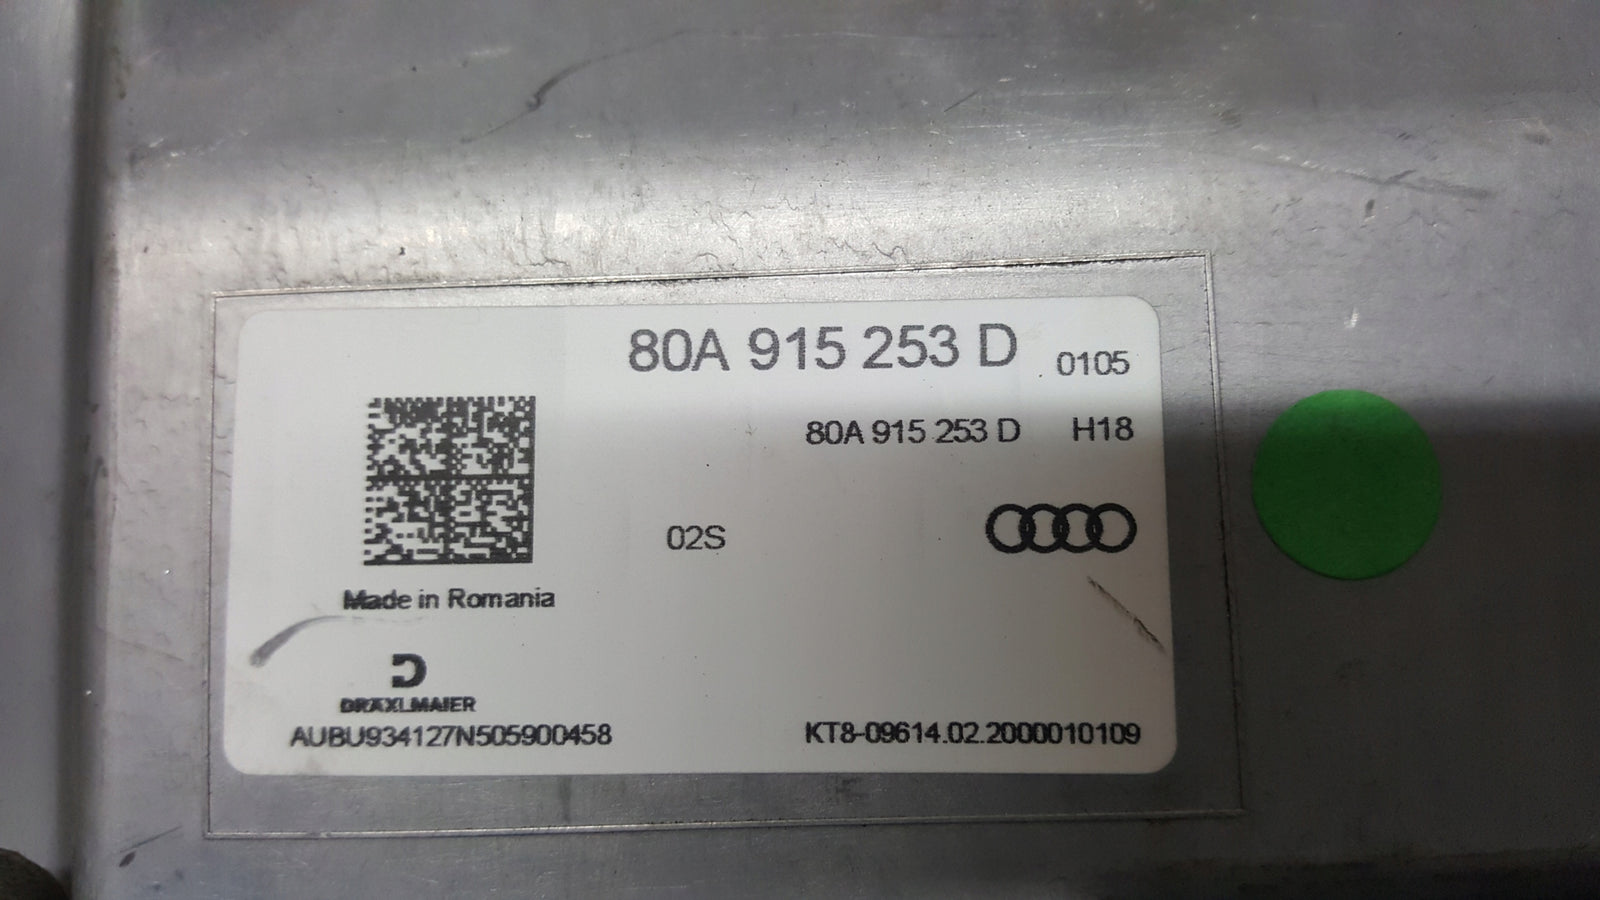 80A 915 253 D 0105
80A 915 253 D H18
02S
Made in Romania
DRÄXLMAIER
AUBU934127N505900458
KT8-09614.02.2000010109